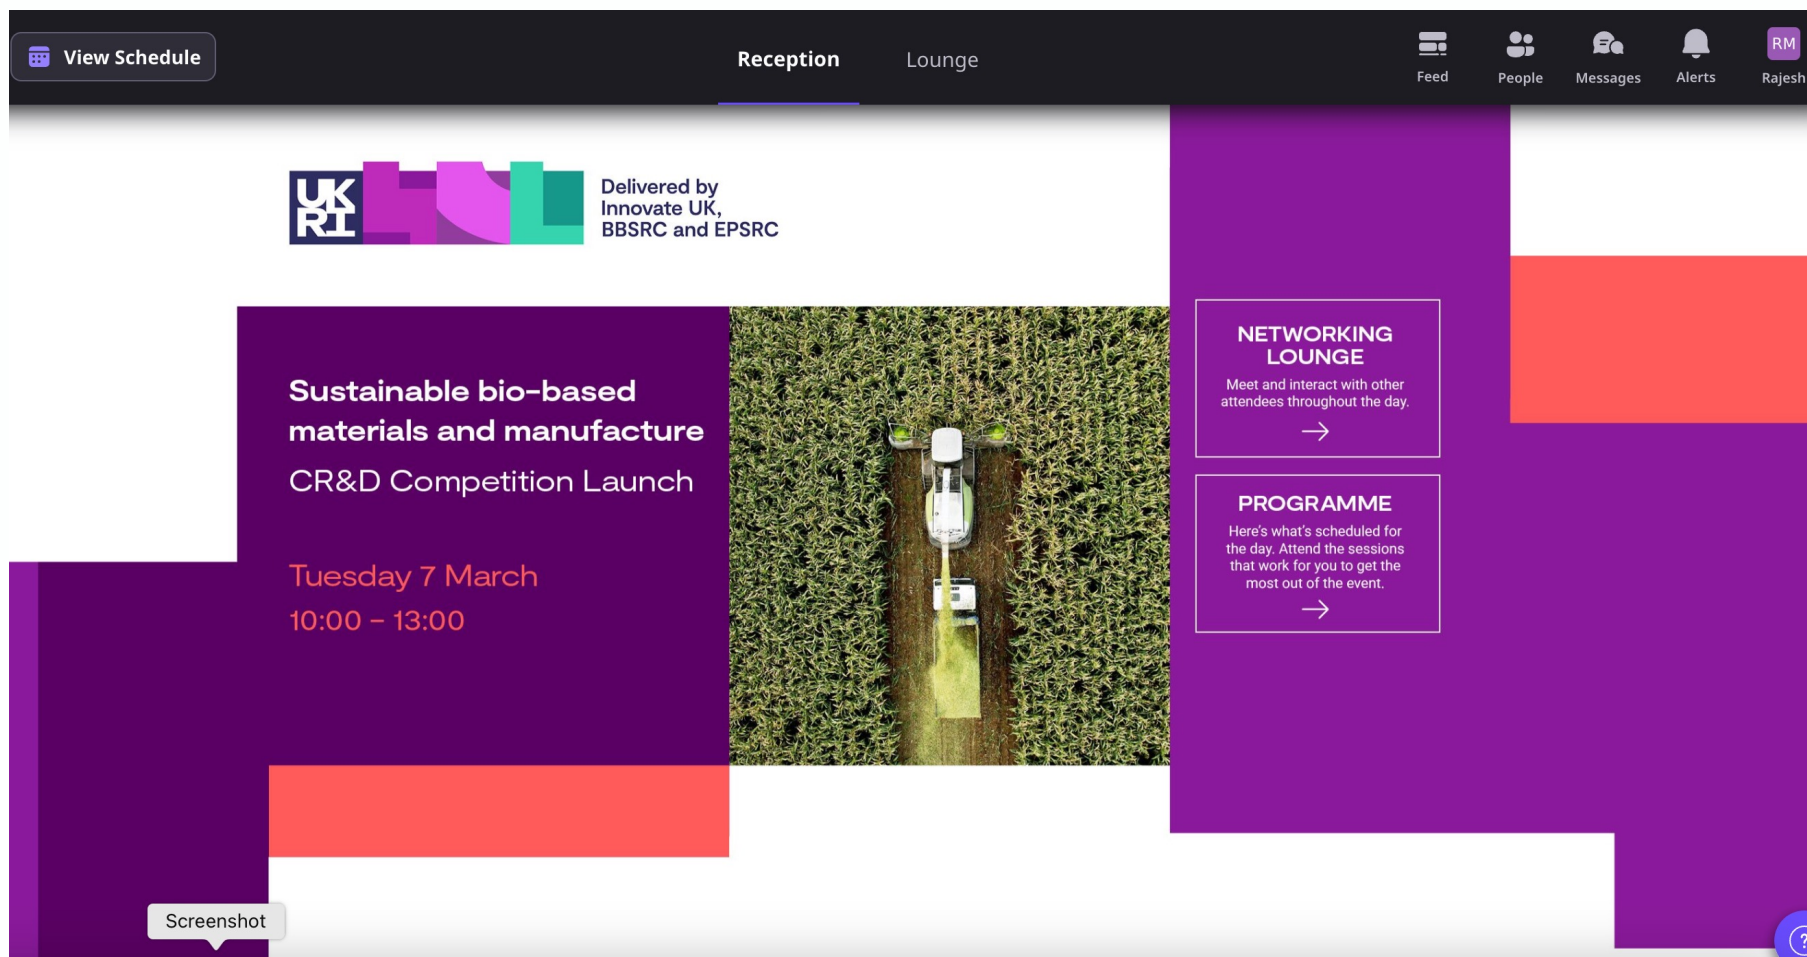 View Schedule
Reception
Lounge
Feed
People
Messages
Alerts
RM
Rajesh
UK
RI
Delivered by
Innovate UK,
BBSRC and EPSRC
Sustainable bio-based
materials and manufacture
CR&D Competition Launch
Tuesday 7 March
10:00 – 13:00
NETWORKING
LOUNGE
Meet and interact with other
attendees throughout the day.
PROGRAMME
Here's what's scheduled for
the day. Attend the sessions
that work for you to get the
most out of the event.
Screenshot
?